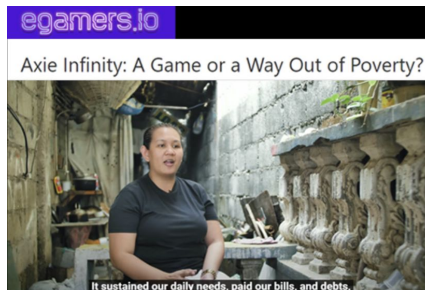 egamers.io
Axie Infinity: A Game or a Way Out of Poverty?
It sustained our daily needs, paid our bills, and debts.